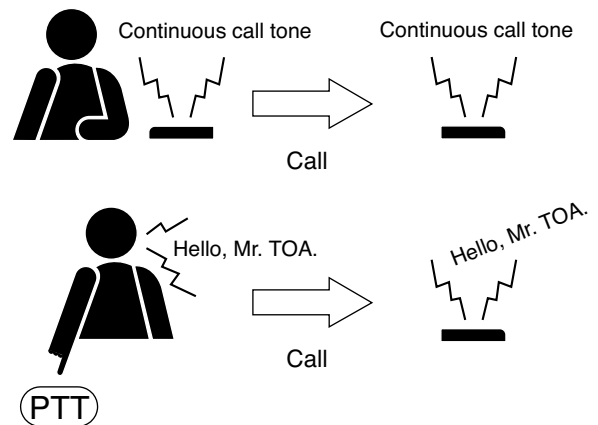 Continuous call tone
Continuous call tone
Call
Hello, Mr. TOA.
Hello, Mr. TOA.
Call
PTT